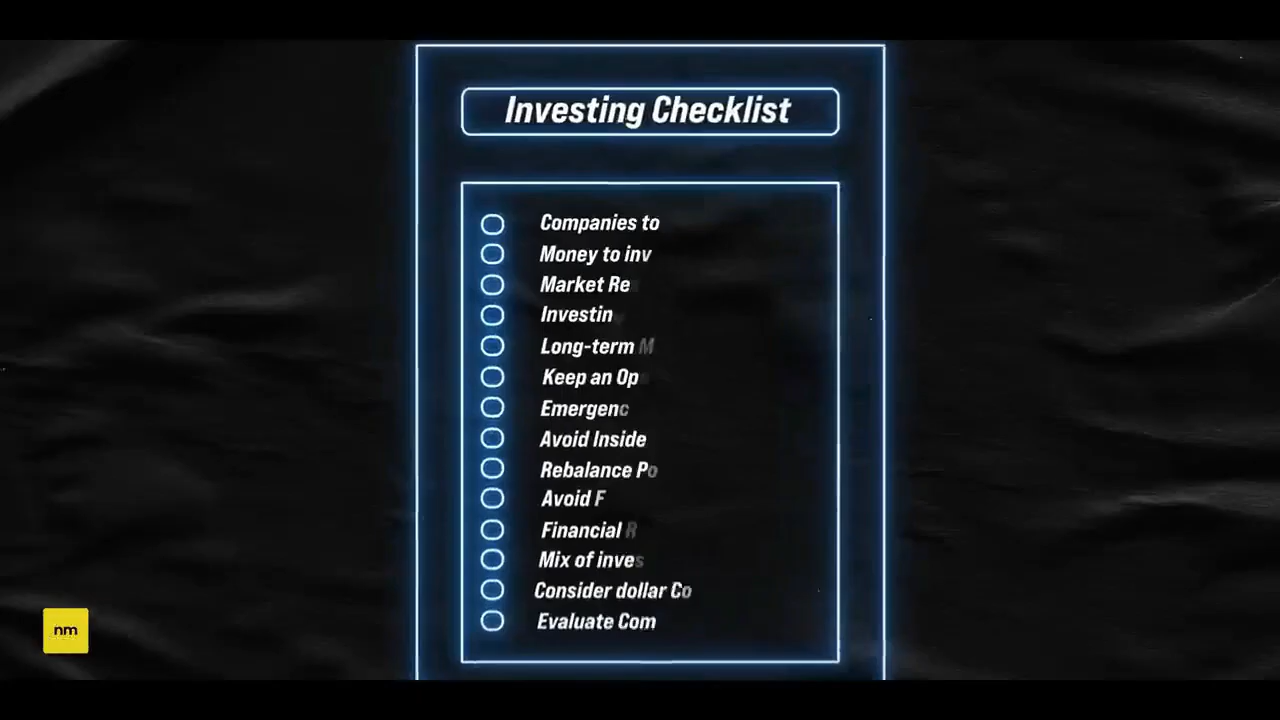 Investing Checklist
Companies to
Money to inv
Market Re
Investin
Long-term M
Keep an Op
Emergenc
Avoid Inside
Rebalance Po
Avoid F
Financial R
Mix of inves
Consider dollar Co
Evaluate Com
nm